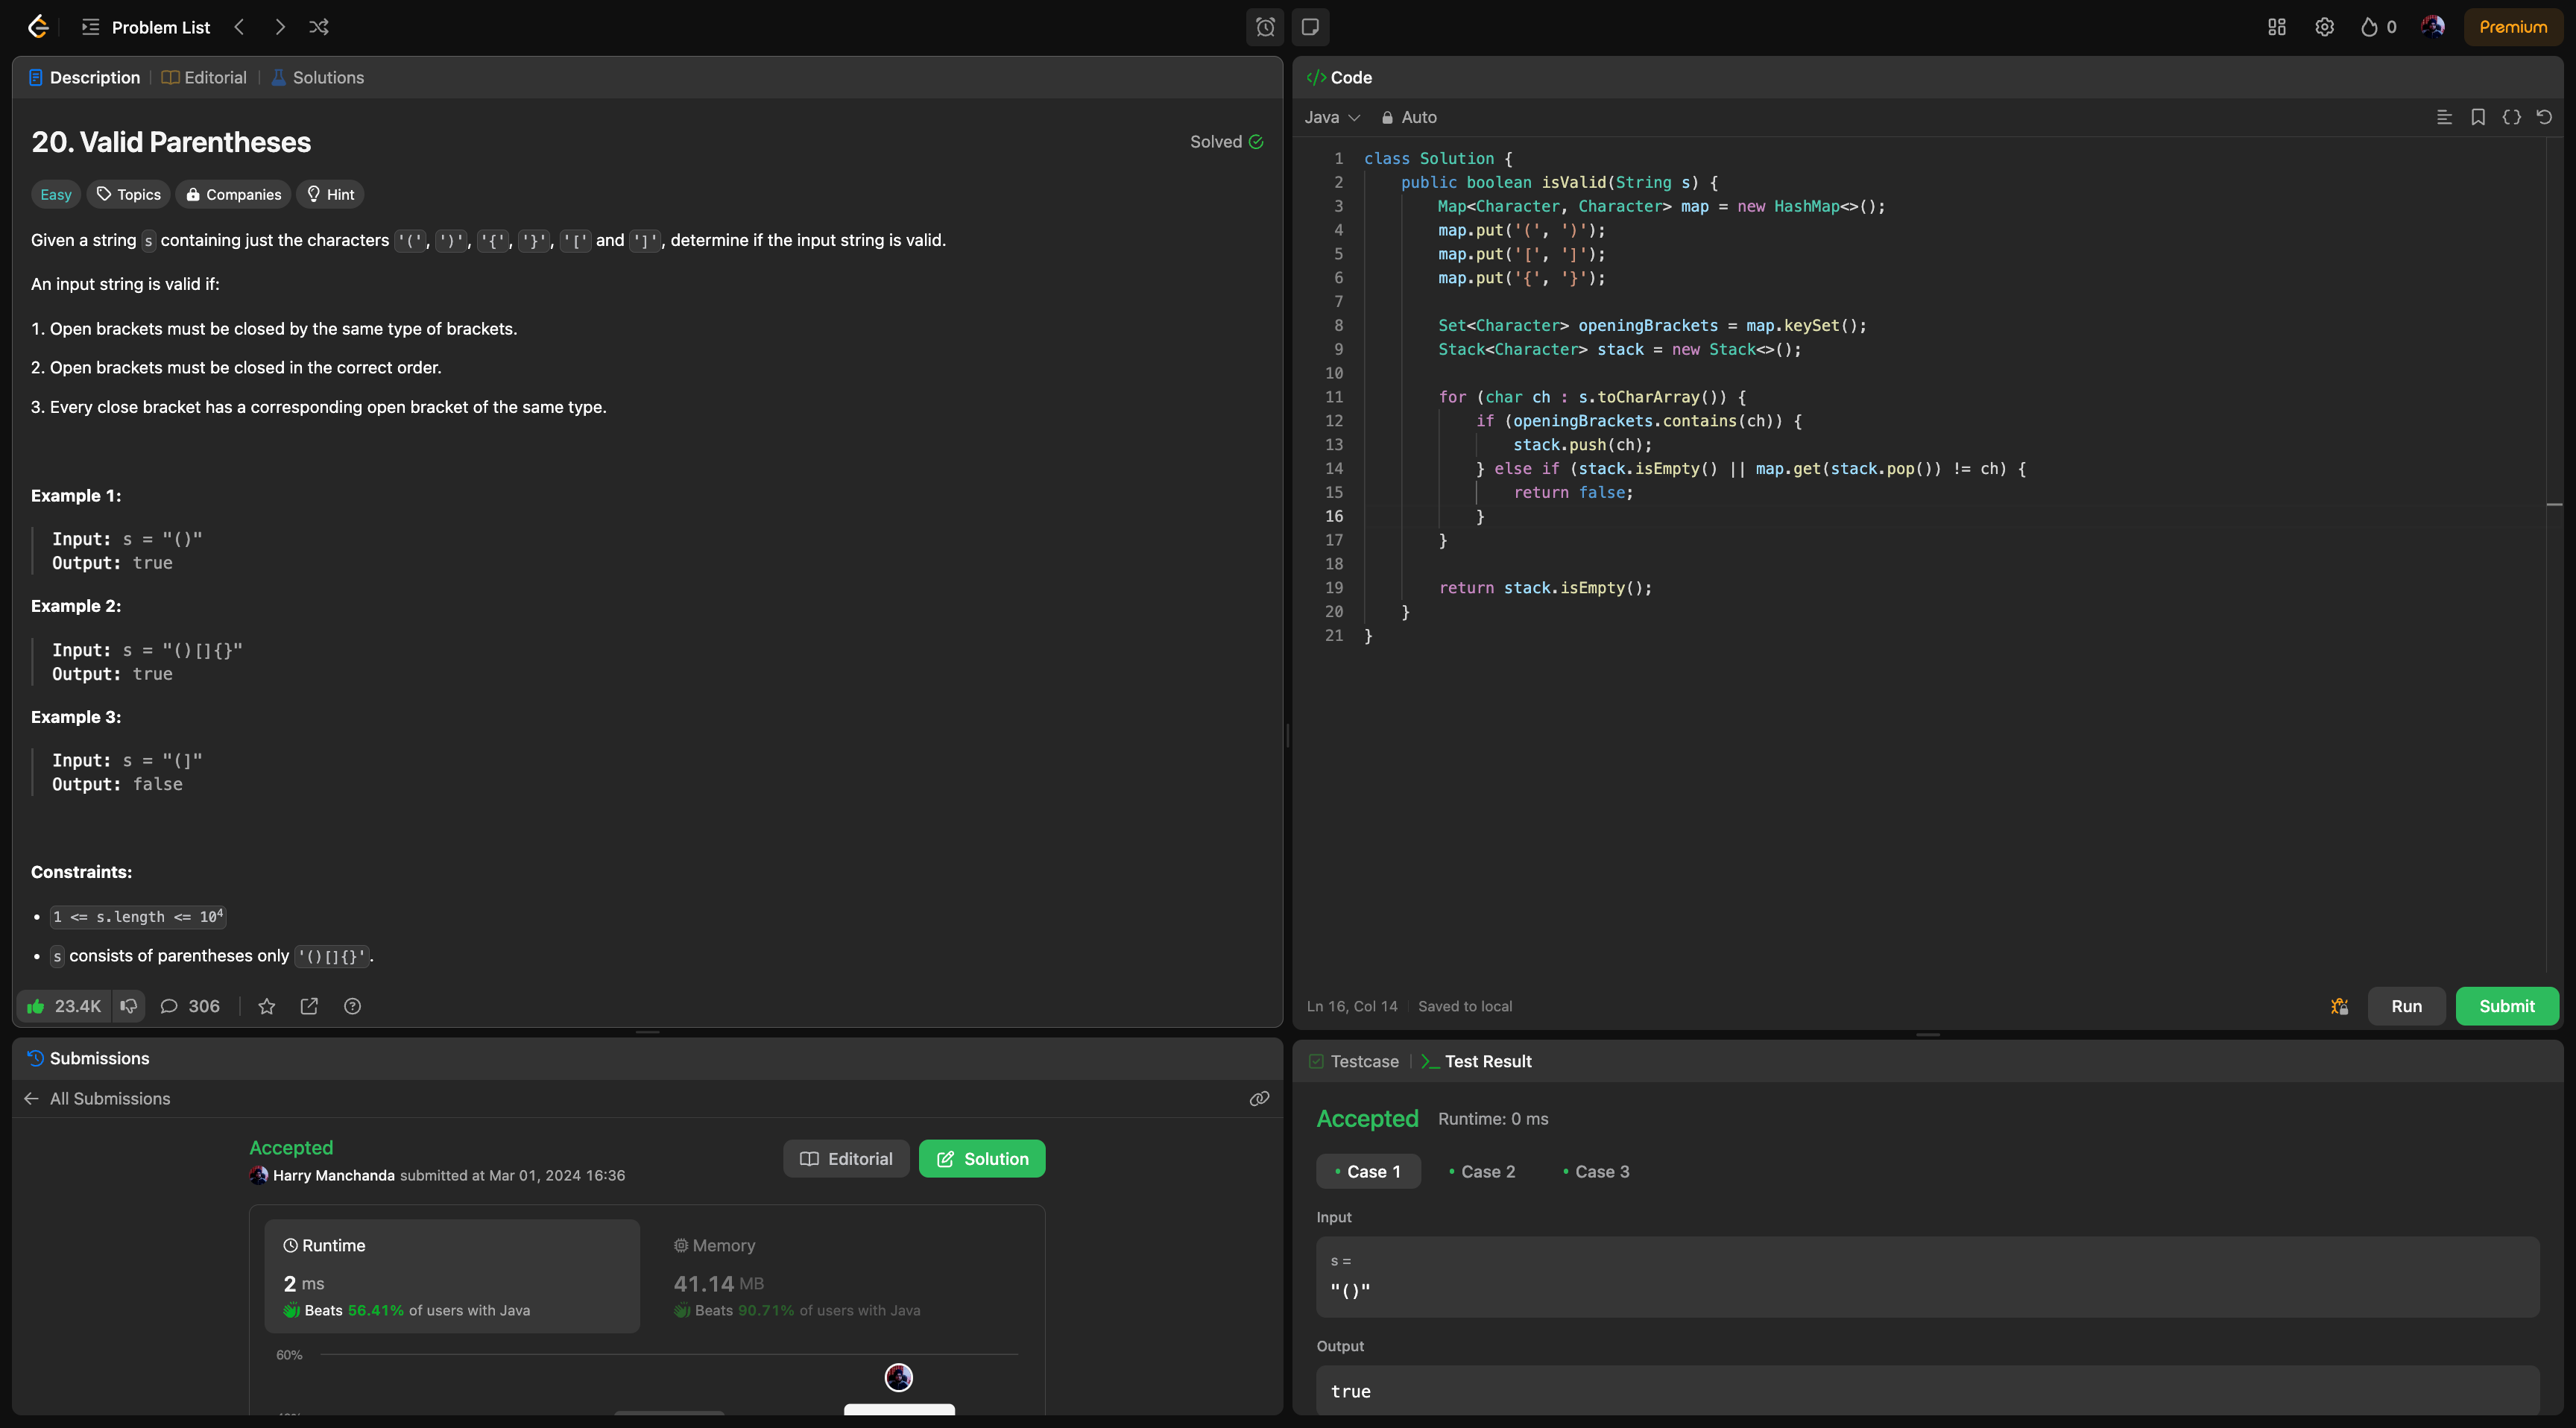 Problem List
0
Premium
Description
Editorial
Solutions
20. Valid Parentheses
Solved
Easy
Topics
Companies
Hint
Given a string s containing just the characters '(', ')', '{', '}', '[' and ']', determine if the input string is valid.
An input string is valid if:
1. Open brackets must be closed by the same type of brackets.
2. Open brackets must be closed in the correct order.
3. Every close bracket has a corresponding open bracket of the same type.
Example 1:
Input: s = "()"
Output: true
Example 2:
Input: s = "()[]{}"
Output: true
Example 3:
Input: s = "(]"
Output: false
Constraints:
• 1 <= s.length <= 10⁴
• s consists of parentheses only '()[]{}'.
23.4K
306
Submissions
All Submissions
Accepted
Harry Manchanda submitted at Mar 01, 2024 16:36
Editorial
Solution
Runtime
2 ms
Beats 56.41% of users with Java
Memory
41.14 MB
Beats 90.71% of users with Java
60%
</> Code
Java
Auto
1 class Solution {
2     public boolean isValid(String s) {
3         Map<Character, Character> map = new HashMap<>();
4         map.put('(', ')');
5         map.put('[', ']');
6         map.put('{', '}');
7
8         Set<Character> openingBrackets = map.keySet();
9         Stack<Character> stack = new Stack<>();
10
11         for (char ch : s.toCharArray()) {
12             if (openingBrackets.contains(ch)) {
13                 stack.push(ch);
14             } else if (stack.isEmpty() || map.get(stack.pop()) != ch) {
15                 return false;
16             }
17         }
18
19         return stack.isEmpty();
20     }
21 }
Ln 16, Col 14
Saved to local
Run
Submit
Testcase
Test Result
Accepted
Runtime: 0 ms
• Case 1
• Case 2
• Case 3
Input
s =
"()"
Output
true